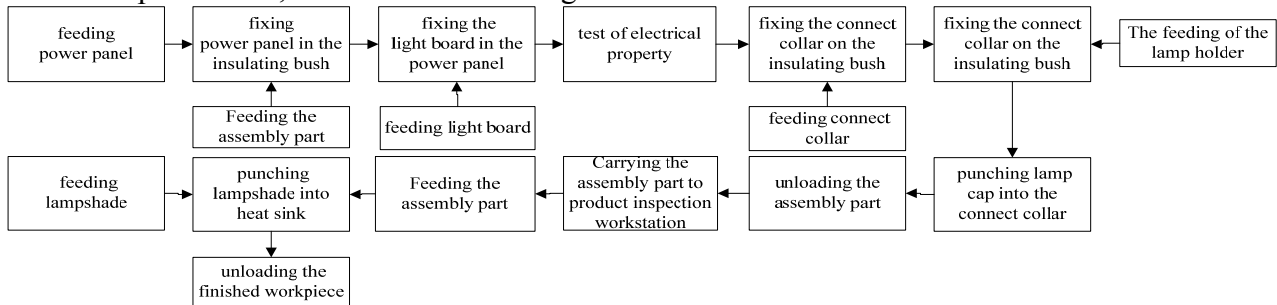 feeding
power panel
fixing
power panel in the
insulating bush
fixing the
light board in the
power panel
test of electrical
property
fixing the connect
collar on the
insulating bush
fixing the connect
collar on the
insulating bush
The feeding of the
lamp holder
Feeding the
assembly part
feeding light board
feeding connect
collar
feeding
lampshade
punching
lampshade into
heat sink
Feeding the
assembly part
Carrying the
assembly part to
product inspection
workstation
unloading the
assembly part
punching lamp
cap into the
connect collar
unloading the
finished workpiece